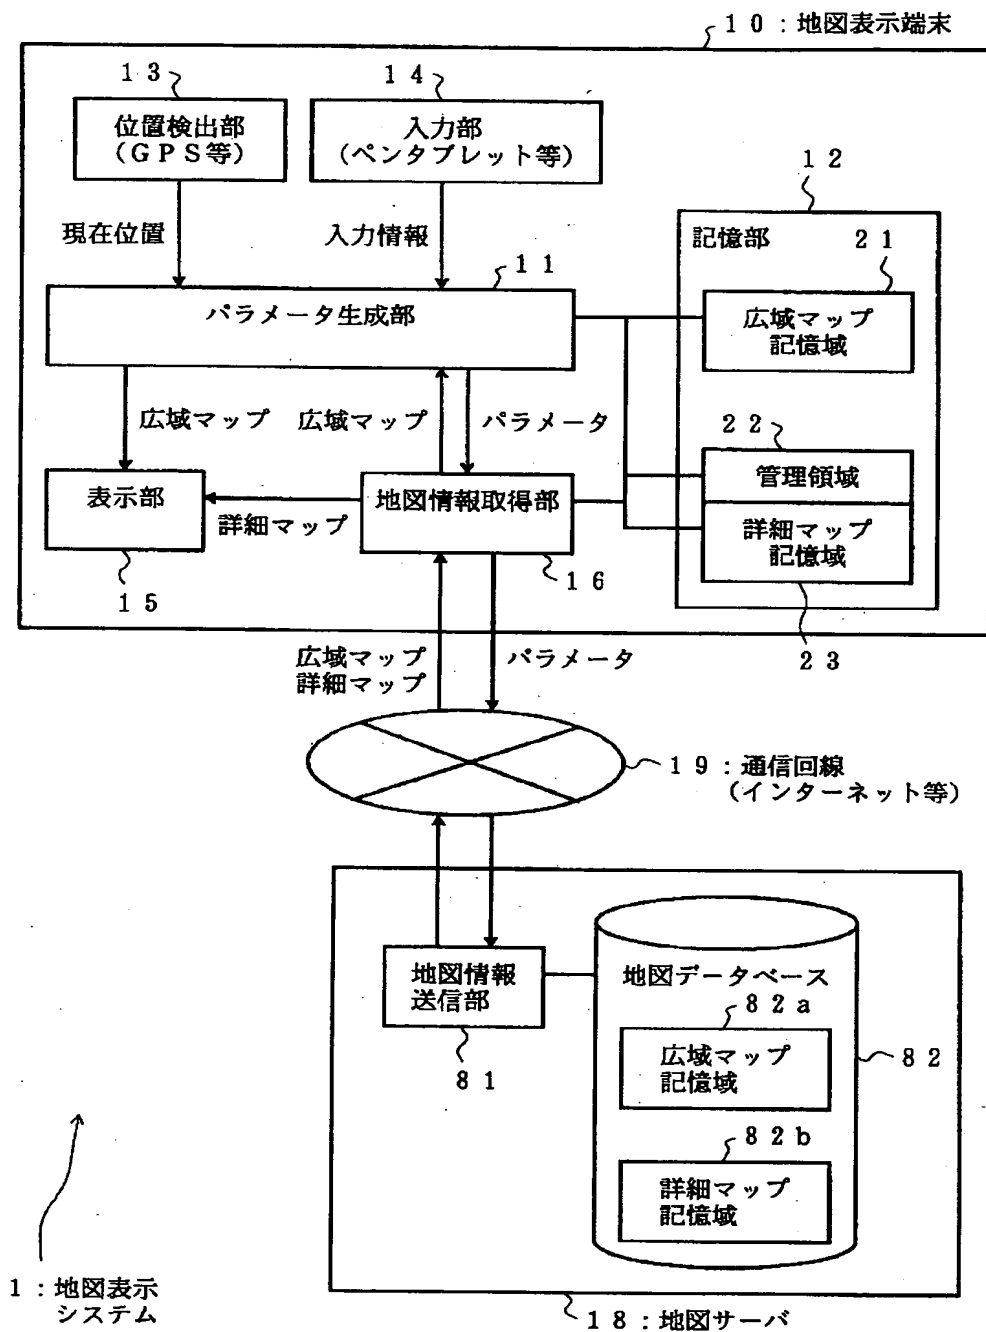 １０：地図表示端末
１３
１４
位置検出部
（ＧＰＳ等）
入力部
（ペンタブレット等）
１２
現在位置
入力情報
記憶部
２１
１１
パラメータ生成部
広域マップ
記憶域
広域マップ
広域マップ
パラメータ
２２
管理領域
表示部
地図情報取得部
詳細マップ
詳細マップ
記憶域
１５
１６
２３
広域マップ
詳細マップ
パラメータ
１９：通信回線
（インターネット等）
地図情報
送信部
８１
地図データベース
８２ａ
広域マップ
記憶域
８２
８２ｂ
詳細マップ
記憶域
１：地図表示
システム
１８：地図サーバ